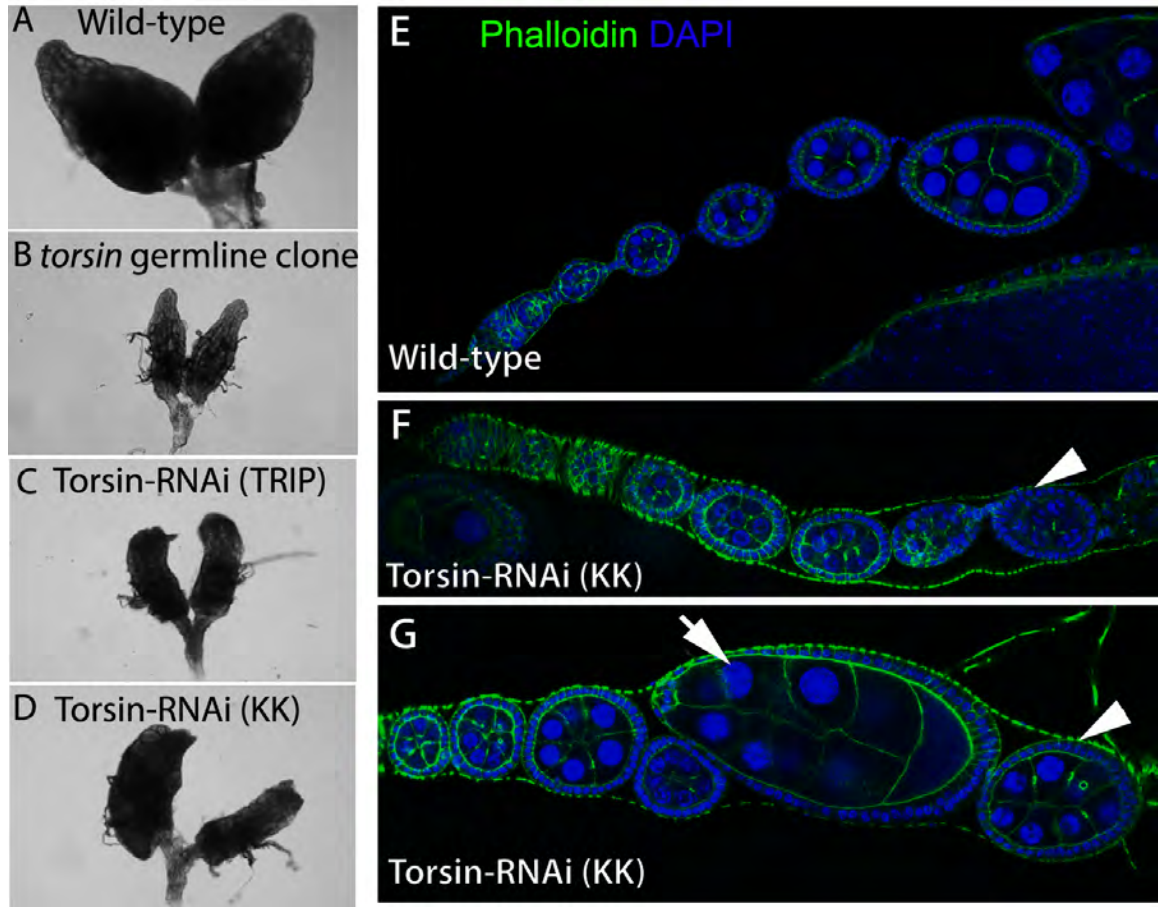 A Wild-type
B torsin germline clone
C Torsin-RNAi (TRIP)
D Torsin-RNAi (KK)
E Phalloidin DAPI
Wild-type
F
Torsin-RNAi (KK)
G
Torsin-RNAi (KK)